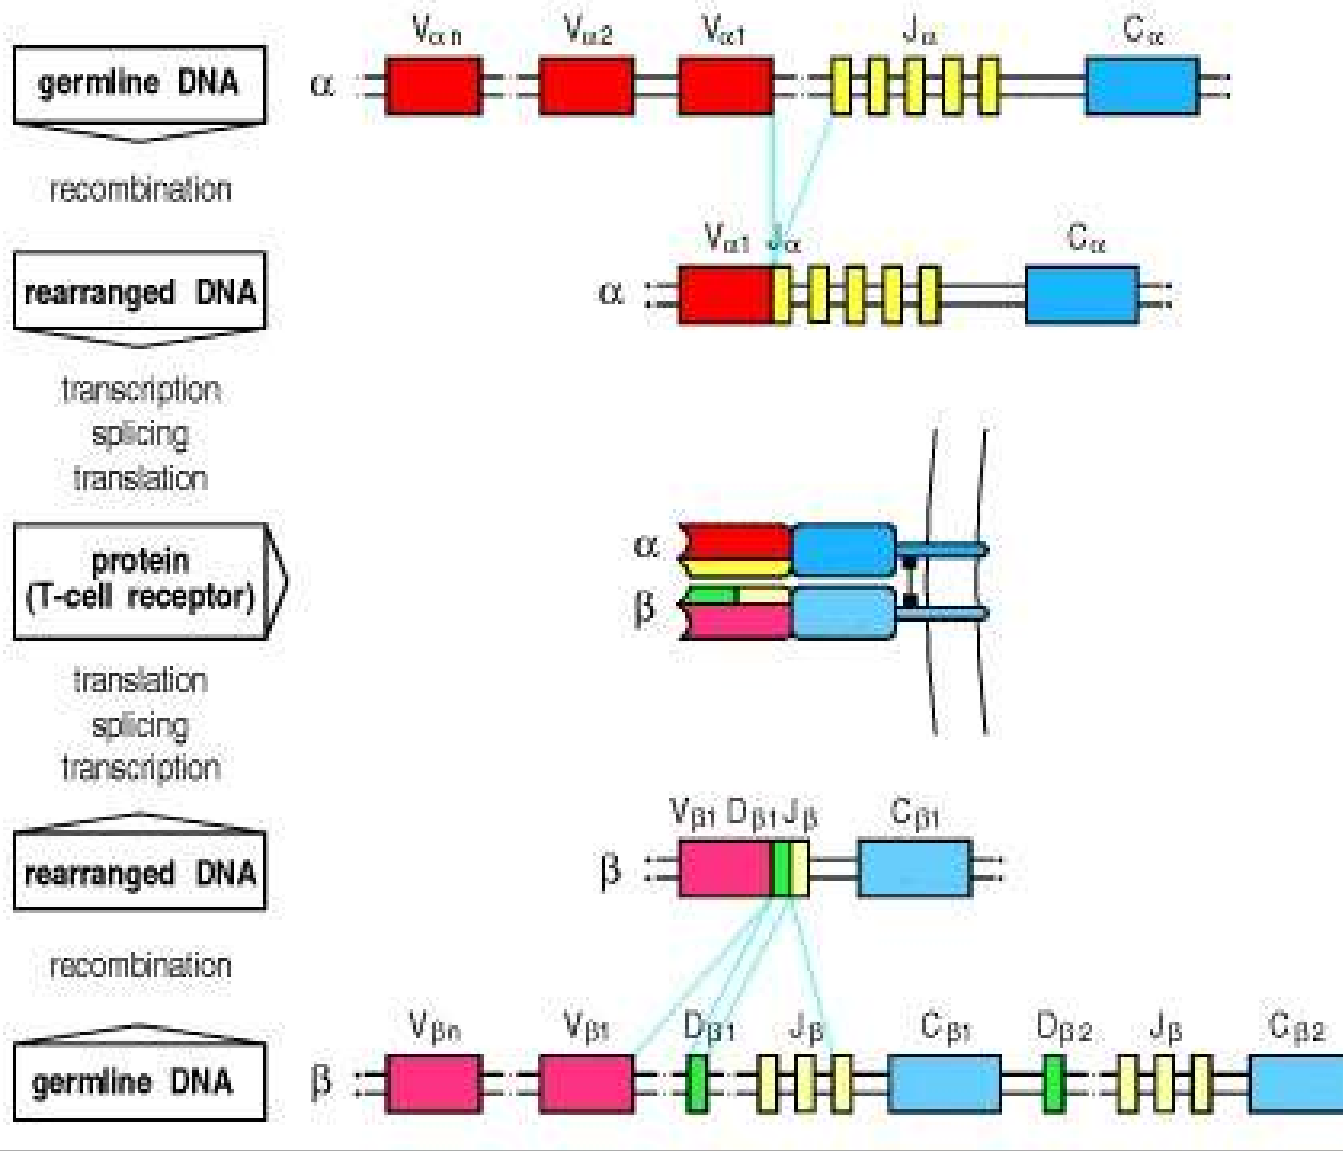 Vαn Vα2 Vα1 Jα Cα
germline DNA α
recombination
Vα1 Jα Cα
rearranged DNA α
transcription
splicing
translation
α
protein
(T-cell receptor)
β
translation
splicing
transcription
Vβ1 Dβ1 Jβ Cβ1
rearranged DNA β
recombination
Vβn Vβ1 Dβ1 Jβ Cβ1 Dβ2 Jβ Cβ2
germline DNA β